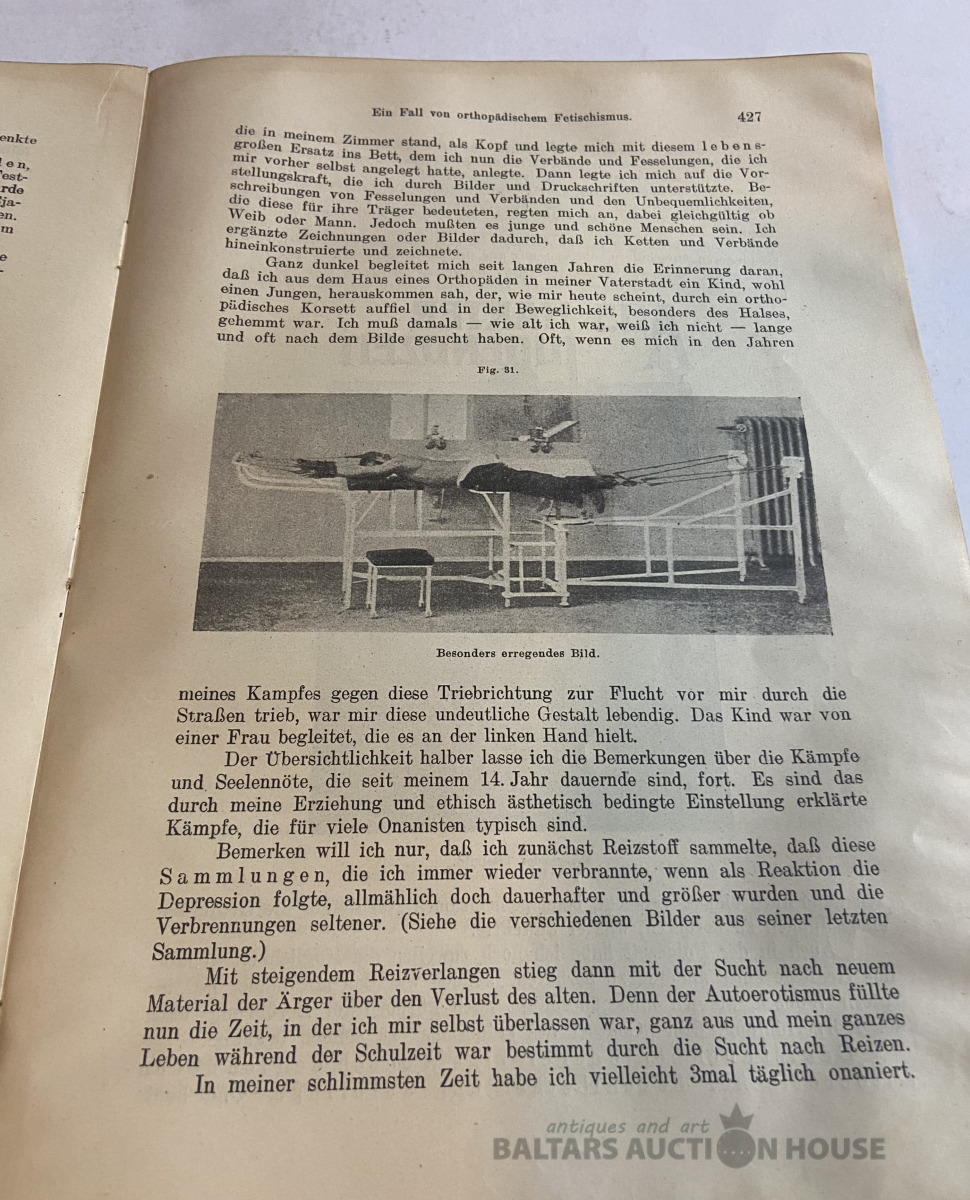 enkte
l e n,
est-
rde
ja-
en.
m
e
Ein Fall von orthopädischem Fetischismus. 427
die in meinem Zimmer stand, als Kopf und legte mich mit diesem l e b e n s-
großen Ersatz ins Bett, dem ich nun die Verbände und Fesselungen, die ich
mir vorher selbst angelegt hatte, anlegte. Dann legte ich mich auf die Vor-
stellungskraft, die ich durch Bilder und Druckschriften unterstützte. Be-
schreibungen von Fesselungen und Verbänden und den Unbequemlichkeiten,
die diese für ihre Träger bedeuteten, regten mich an, dabei gleichgültig ob
Weib oder Mann. Jedoch mußten es junge und schöne Menschen sein. Ich
ergänzte Zeichnungen oder Bilder dadurch, daß ich Ketten und Verbände
hineinkonstruierte und zeichnete.
Ganz dunkel begleitet mich seit langen Jahren die Erinnerung daran,
daß ich aus dem Haus eines Orthopäden in meiner Vaterstadt ein Kind, wohl
einen Jungen, herauskommen sah, der, wie mir heute scheint, durch ein ortho-
pädisches Korsett auffiel und in der Beweglichkeit, besonders des Halses,
gehemmt war. Ich muß damals — wie alt ich war, weiß ich nicht — lange
und oft nach dem Bilde gesucht haben. Oft, wenn es mich in den Jahren
Fig. 31.
Besonders erregendes Bild.
meines Kampfes gegen diese Triebrichtung zur Flucht vor mir durch die
Straßen trieb, war mir diese undeutliche Gestalt lebendig. Das Kind war von
einer Frau begleitet, die es an der linken Hand hielt.
Der Übersichtlichkeit halber lasse ich die Bemerkungen über die Kämpfe
und Seelennöte, die seit meinem 14. Jahr dauernde sind, fort. Es sind das
durch meine Erziehung und ethisch ästhetisch bedingte Einstellung erklärte
Kämpfe, die für viele Onanisten typisch sind.
Bemerken will ich nur, daß ich zunächst Reizstoff sammelte, daß diese
S a m m l u n g e n, die ich immer wieder verbrannte, wenn als Reaktion die
Depression folgte, allmählich doch dauerhafter und größer wurden und die
Verbrennungen seltener. (Siehe die verschiedenen Bilder aus seiner letzten
Sammlung.)
Mit steigendem Reizverlangen stieg dann mit der Sucht nach neuem
Material der Ärger über den Verlust des alten. Denn der Autoerotismus füllte
nun die Zeit, in der ich mir selbst überlassen war, ganz aus und mein ganzes
Leben während der Schulzeit war bestimmt durch die Sucht nach Reizen.
In meiner schlimmsten Zeit habe ich vielleicht 3mal täglich onaniert.
antiques and art
BALTARS AUCTION HOUSE